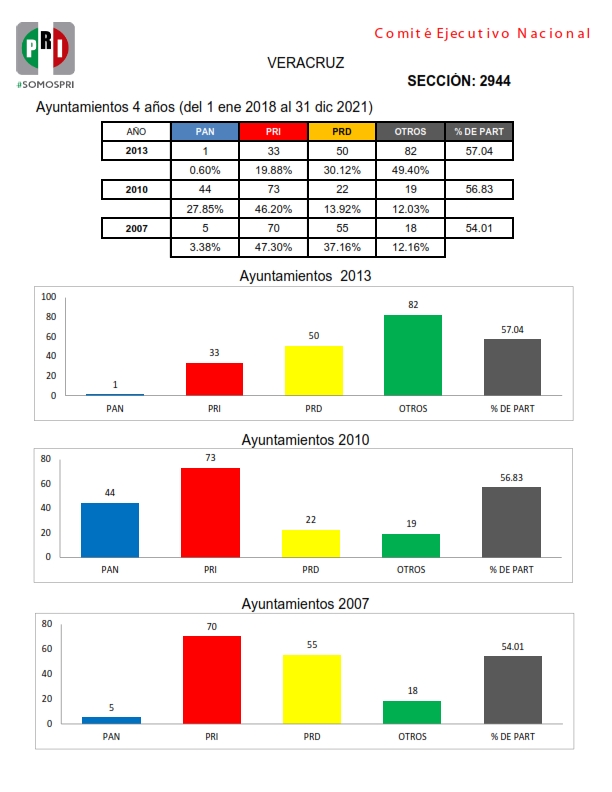 Comité Ejecutivo Nacional
PRI
#SOMOSPRI
VERACRUZ
SECCIÓN: 2944
Ayuntamientos 4 años (del 1 ene 2018 al 31 dic 2021)
AÑO PAN PRI PRD OTROS % DE PART
2013 1 33 50 82 57.04
0.60% 19.88% 30.12% 49.40%
2010 44 73 22 19 56.83
27.85% 46.20% 13.92% 12.03%
2007 5 70 55 18 54.01
3.38% 47.30% 37.16% 12.16%
Ayuntamientos 2013
100
80
60
40
20
0
1 33 50 82 57.04
PAN PRI PRD OTROS % DE PART
Ayuntamientos 2010
80
60
40
20
0
44 73 22 19 56.83
PAN PRI PRD OTROS % DE PART
Ayuntamientos 2007
80
60
40
20
0
5 70 55 18 54.01
PAN PRI PRD OTROS % DE PART